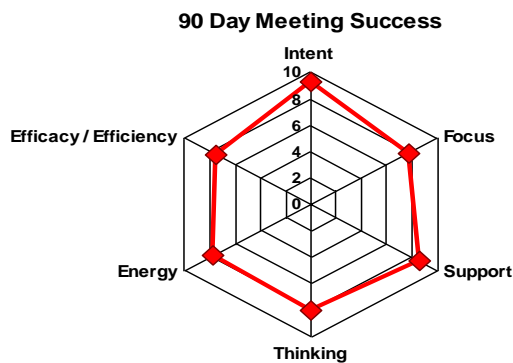 90 Day Meeting Success
Intent
10
8
6
4
2
0
Efficacy / Efficiency
Focus
Energy
Support
Thinking